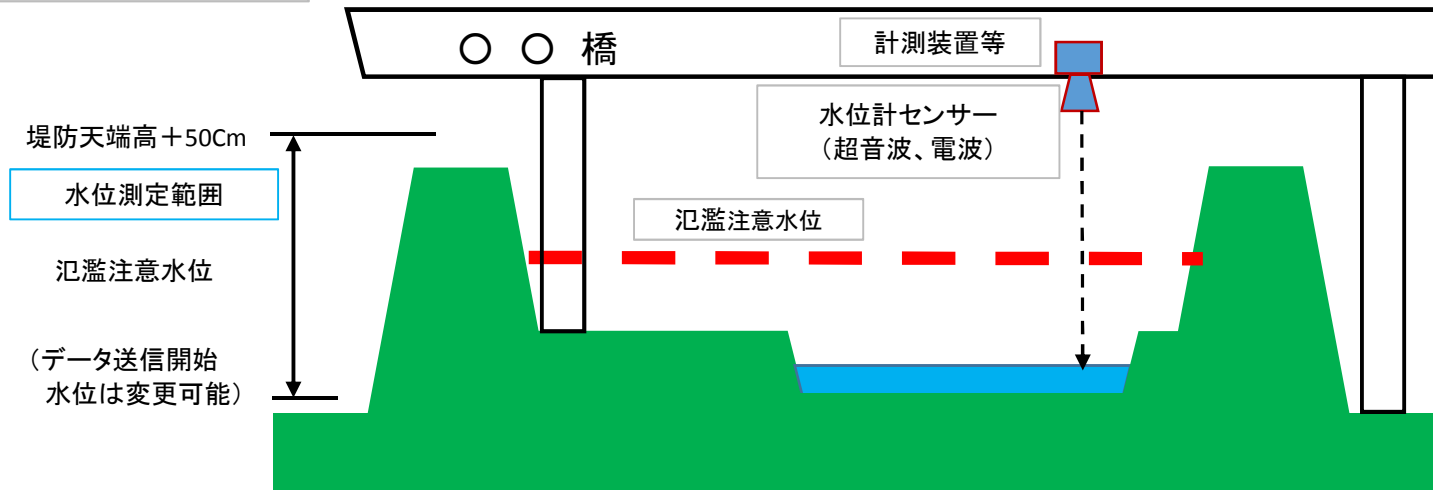 ○ ○ 橋
計測装置等
水位計センサー
（超音波、電波）
堤防天端高＋50Cm
水位測定範囲
氾濫注意水位
氾濫注意水位
（データ送信開始
水位は変更可能）